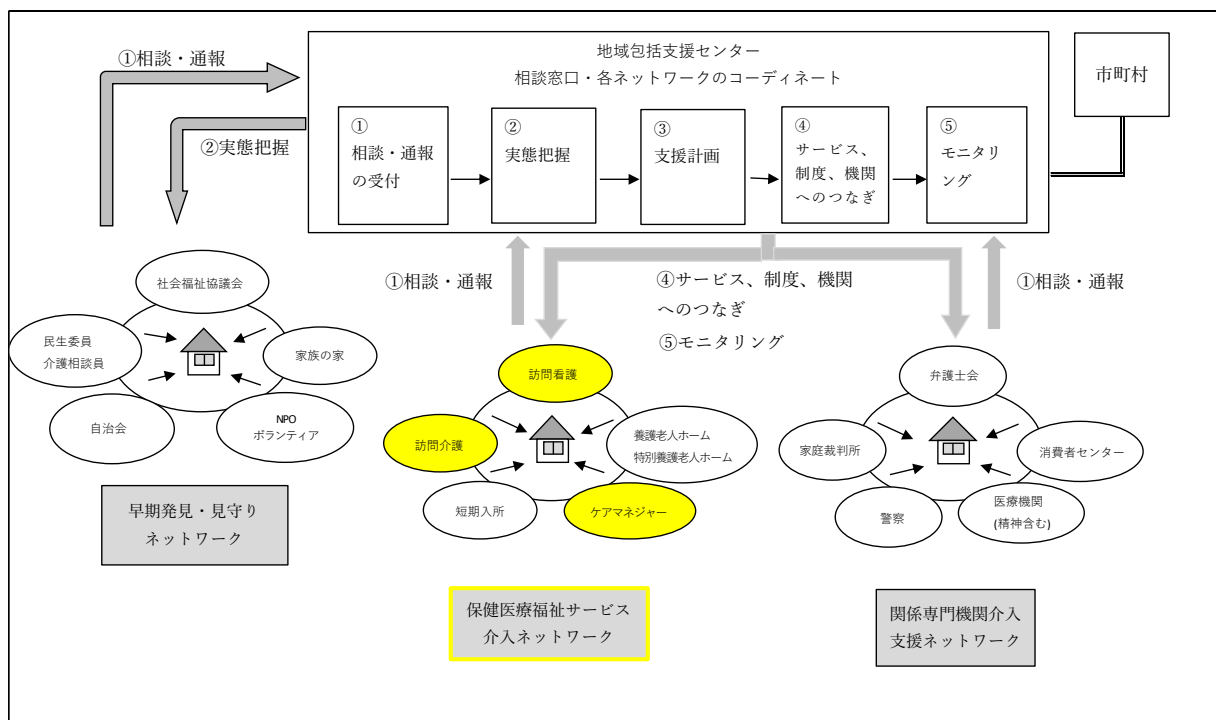 ①相談・通報
地域包括支援センター
相談窓口・各ネットワークのコーディネート
市町村
②実態把握
①
相談・通報
の受付
②
実態把握
③
支援計画
④
サービス、
制度、機関
へのつなぎ
⑤
モニタリ
ング
①相談・通報
④サービス、制度、機関
へのつなぎ
⑤モニタリング
①相談・通報
社会福祉協議会
民生委員
介護相談員
家族の家
自治会
NPO
ボランティア
早期発見・見守り
ネットワーク
訪問看護
訪問介護
養護老人ホーム
特別養護老人ホーム
短期入所
ケアマネジャー
保健医療福祉サービス
介入ネットワーク
弁護士会
家庭裁判所
消費者センター
警察
医療機関
(精神含む)
関係専門機関介入
支援ネットワーク